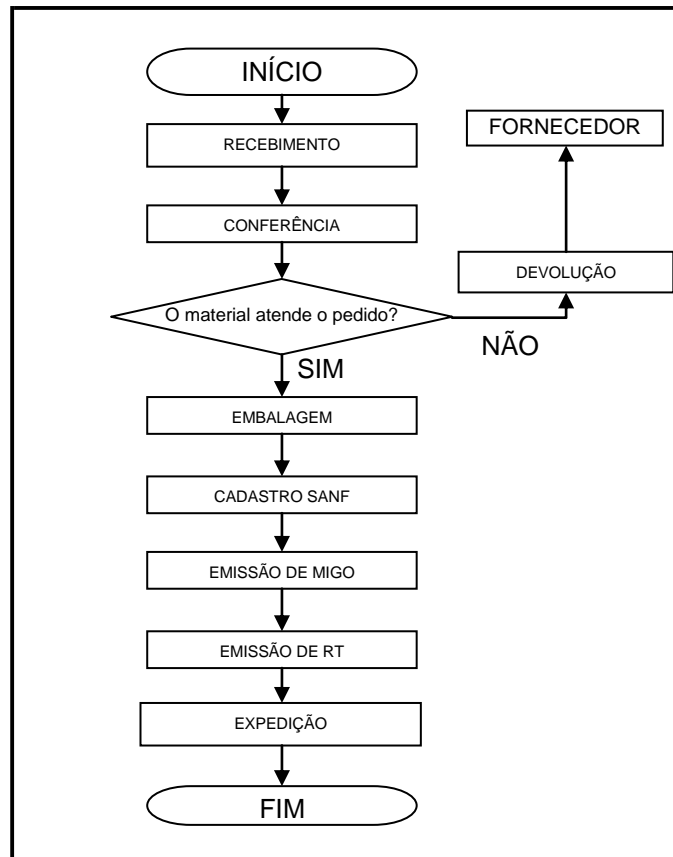 INÍCIO
RECEBIMENTO
FORNECEDOR
CONFERÊNCIA
DEVOLUÇÃO
O material atende o pedido?
NÃO
SIM
EMBALAGEM
CADASTRO SANF
EMISSÃO DE MIGO
EMISSÃO DE RT
EXPEDIÇÃO
FIM